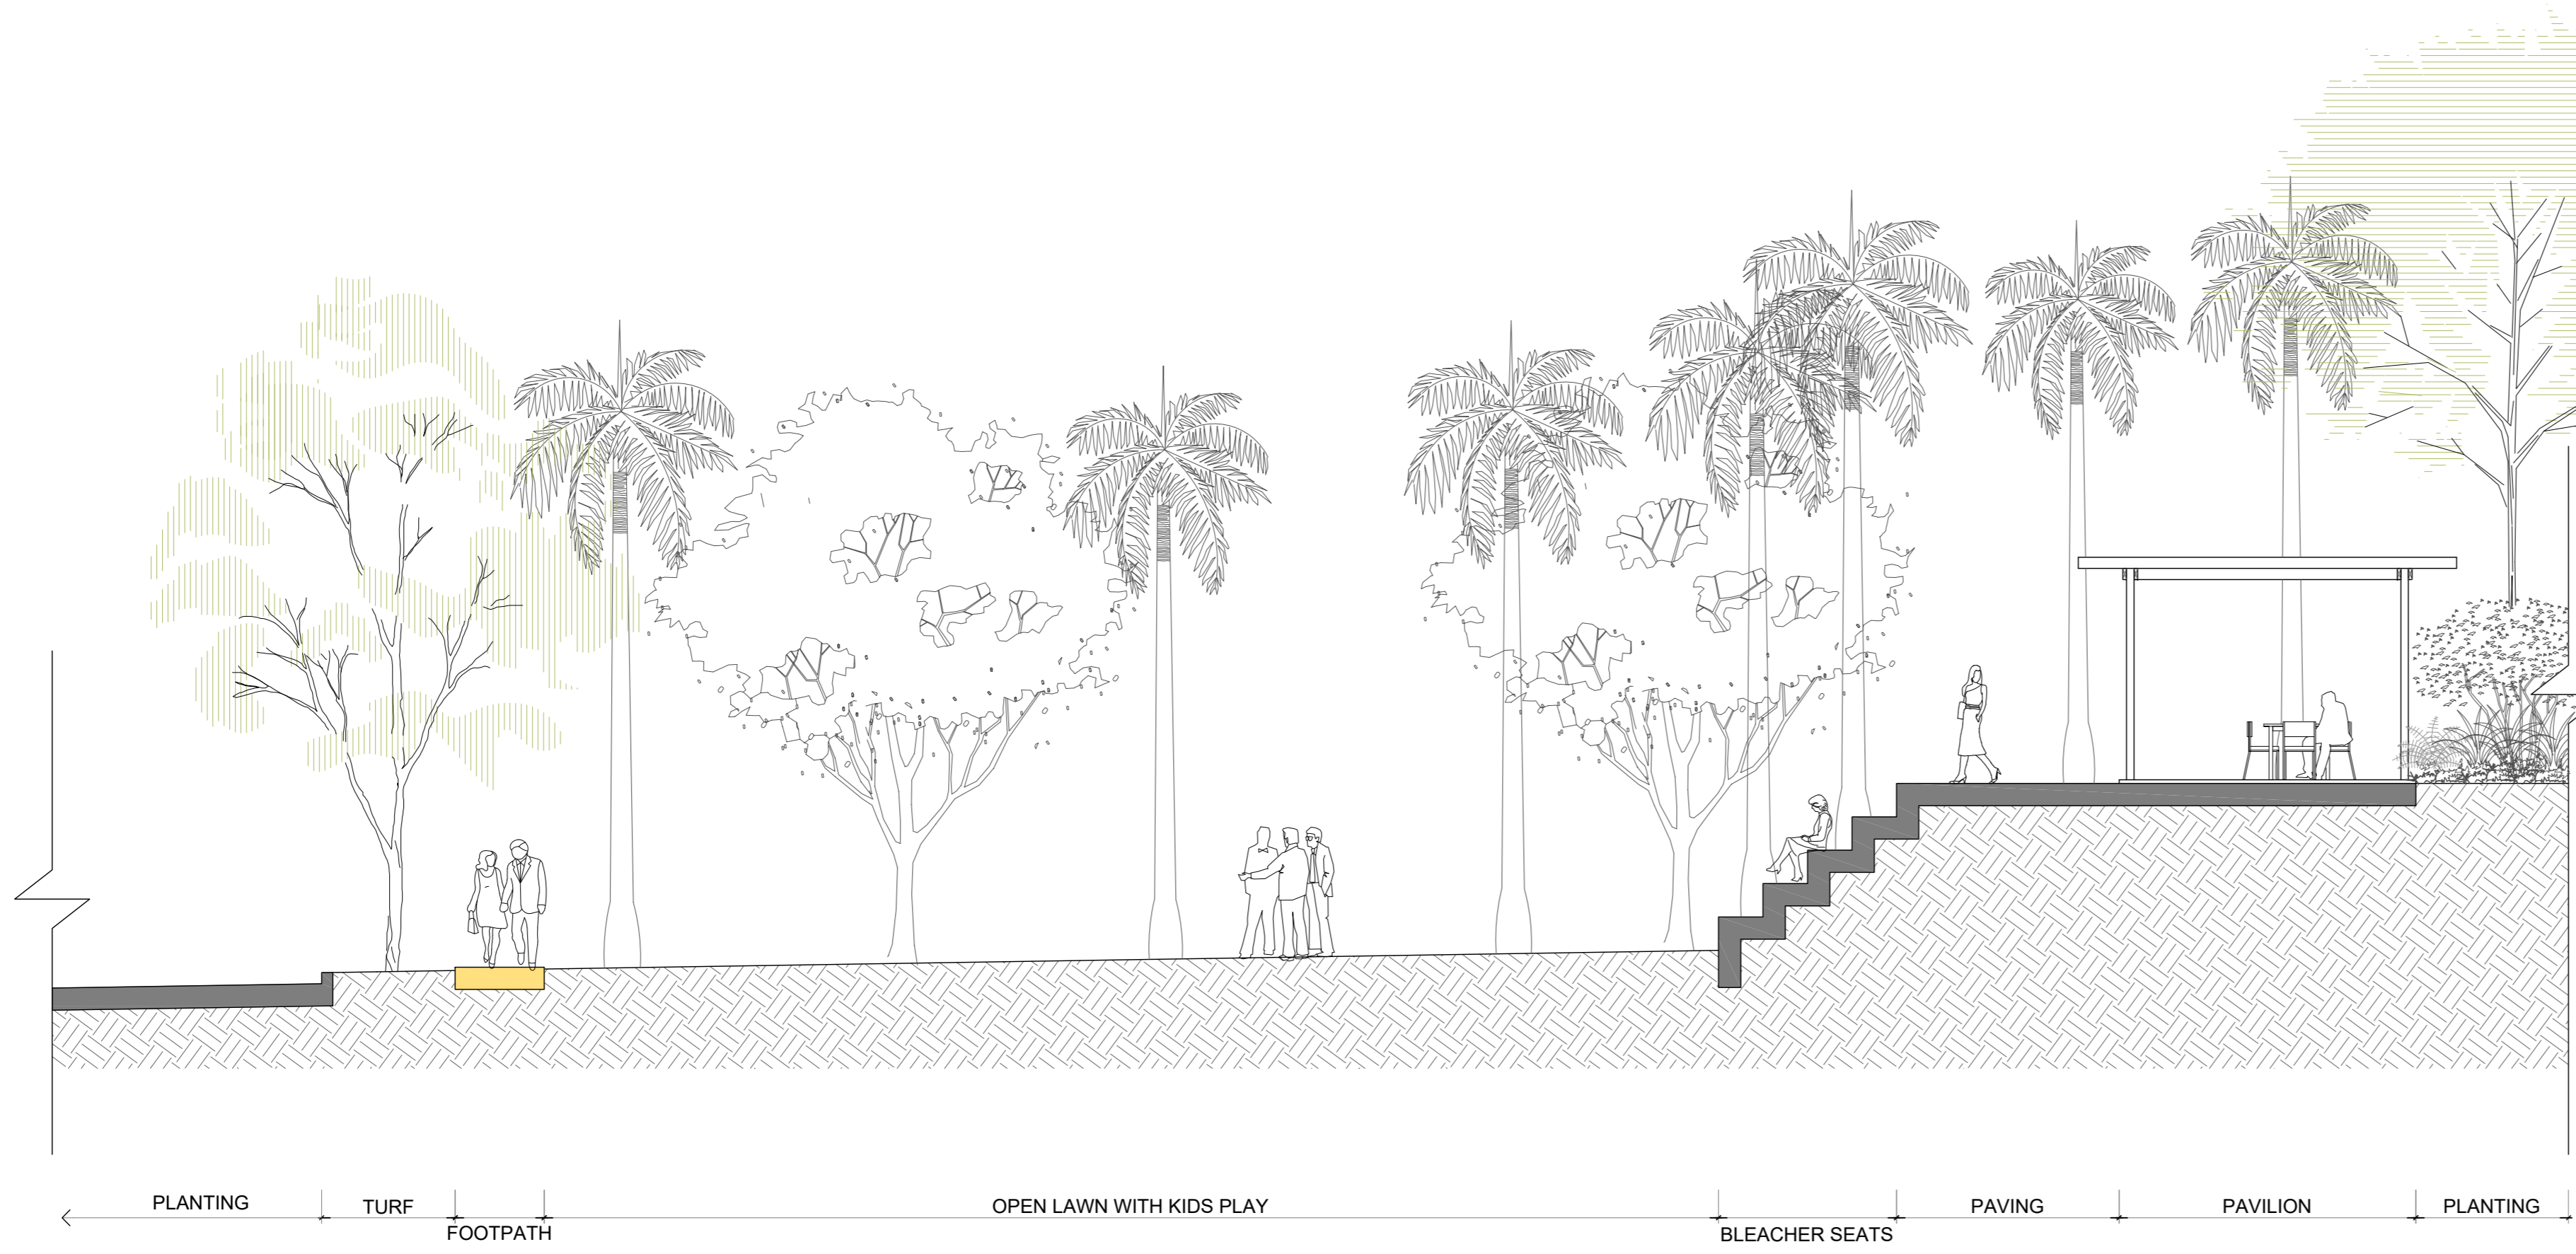 PLANTING
TURF
FOOTPATH
OPEN LAWN WITH KIDS PLAY
BLEACHER SEATS
PAVING
PAVILION
PLANTING